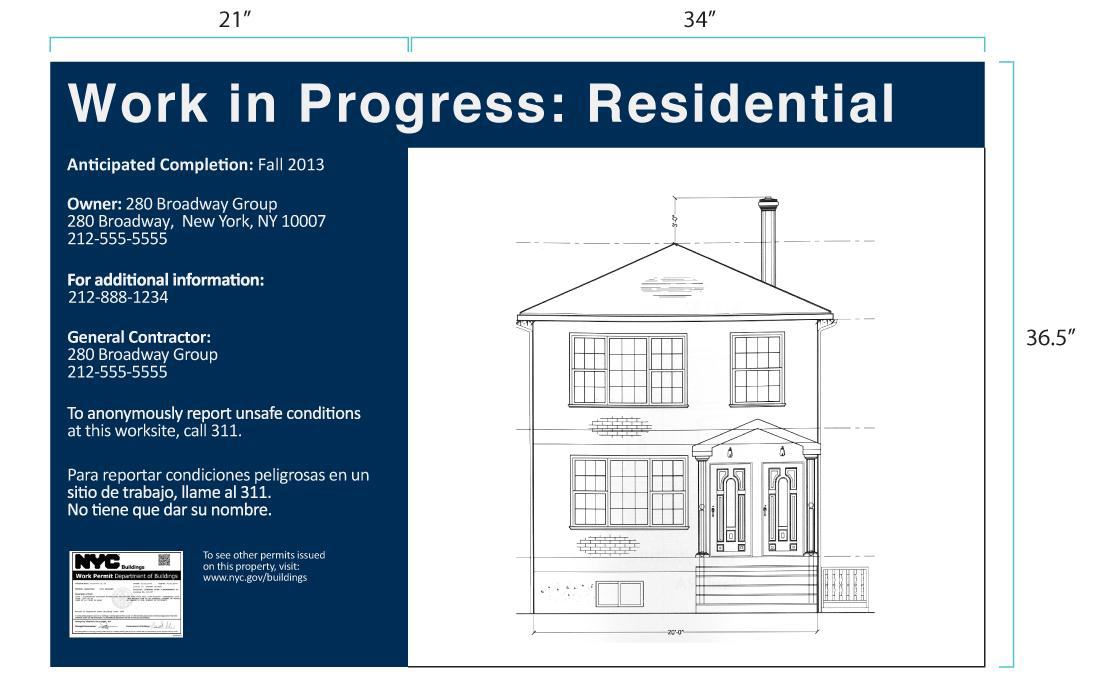 21”
34”
36.5”
Work in Progress: Residential
Anticipated Completion: Fall 2013
Owner: 280 Broadway Group
280 Broadway, New York, NY 10007
212-555-5555
For additional information:
212-888-1234
General Contractor:
280 Broadway Group
212-555-5555
To anonymously report unsafe conditions
at this worksite, call 311.
Para reportar condiciones peligrosas en un
sitio de trabajo, llame al 311.
No tiene que dar su nombre.
NYC Buildings
Work Permit Department of Buildings
To see other permits issued
on this property, visit:
www.nyc.gov/buildings
3'-0"
20'-0"